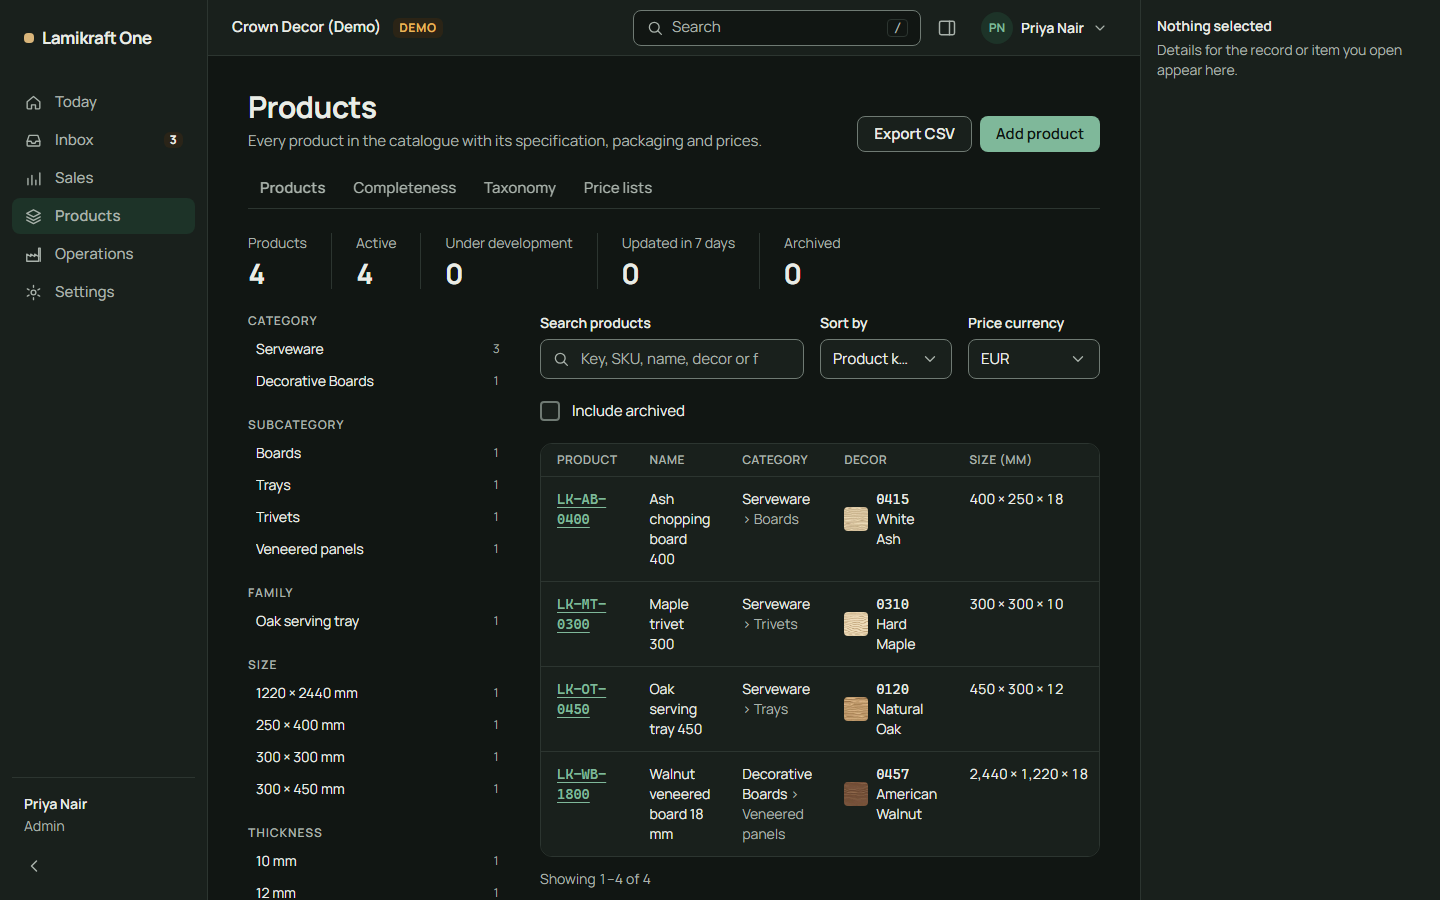 Lamikraft One
Today
Inbox 3
Sales
Products
Operations
Settings
Priya Nair
Admin
Crown Decor (Demo) DEMO
Search /
PN Priya Nair
Products
Every product in the catalogue with its specification, packaging and prices.
Export CSV
Add product
Products Completeness Taxonomy Price lists
Products
4
Active
4
Under development
0
Updated in 7 days
0
Archived
0
CATEGORY
Serveware 3
Decorative Boards 1
SUBCATEGORY
Boards 1
Trays 1
Trivets 1
Veneered panels 1
FAMILY
Oak serving tray 1
SIZE
1220 × 2440 mm 1
250 × 400 mm 1
300 × 300 mm 1
300 × 450 mm 1
THICKNESS
10 mm 1
12 mm 1
Search products
Key, SKU, name, decor or f
Sort by
Product k...
Price currency
EUR
Include archived
PRODUCT NAME CATEGORY DECOR SIZE (MM)
LK-AB-
0400
Ash
chopping
board
400
Serveware
› Boards
0415
White
Ash
400 × 250 × 18
LK-MT-
0300
Maple
trivet
300
Serveware
› Trivets
0310
Hard
Maple
300 × 300 × 10
LK-OT-
0450
Oak
serving
tray 450
Serveware
› Trays
0120
Natural
Oak
450 × 300 × 12
LK-WB-
1800
Walnut
veneered
board 18
mm
Decorative
Boards ›
Veneered
panels
0457
American
Walnut
2,440 × 1,220 × 18
Showing 1–4 of 4
Nothing selected
Details for the record or item you open
appear here.